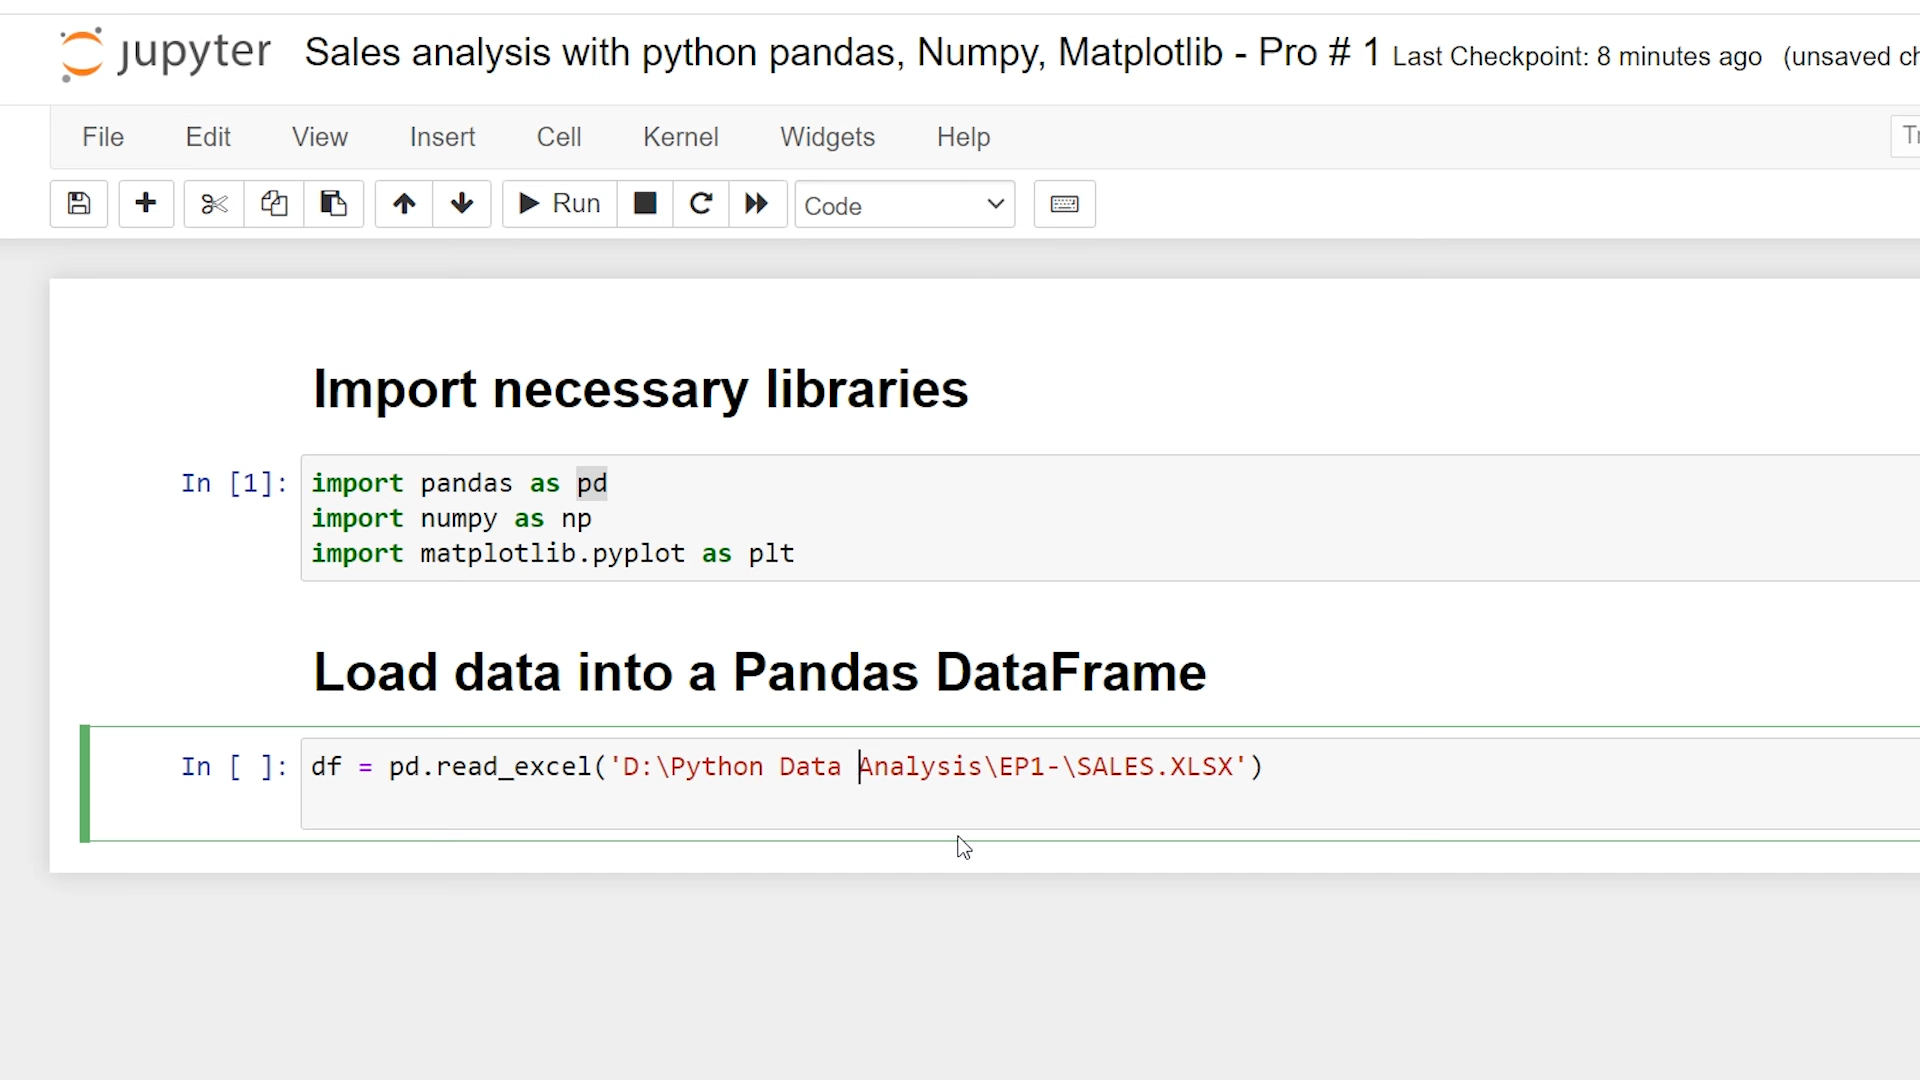 jupyter Sales analysis with python pandas, Numpy, Matplotlib - Pro # 1 Last Checkpoint: 8 minutes ago (unsaved ch
File Edit View Insert Cell Kernel Widgets Help Tr
Run Code
Import necessary libraries
In [1]: import pandas as pd
import numpy as np
import matplotlib.pyplot as plt
Load data into a Pandas DataFrame
In [ ]: df = pd.read_excel('D:\Python Data Analysis\EP1-\SALES.XLSX')